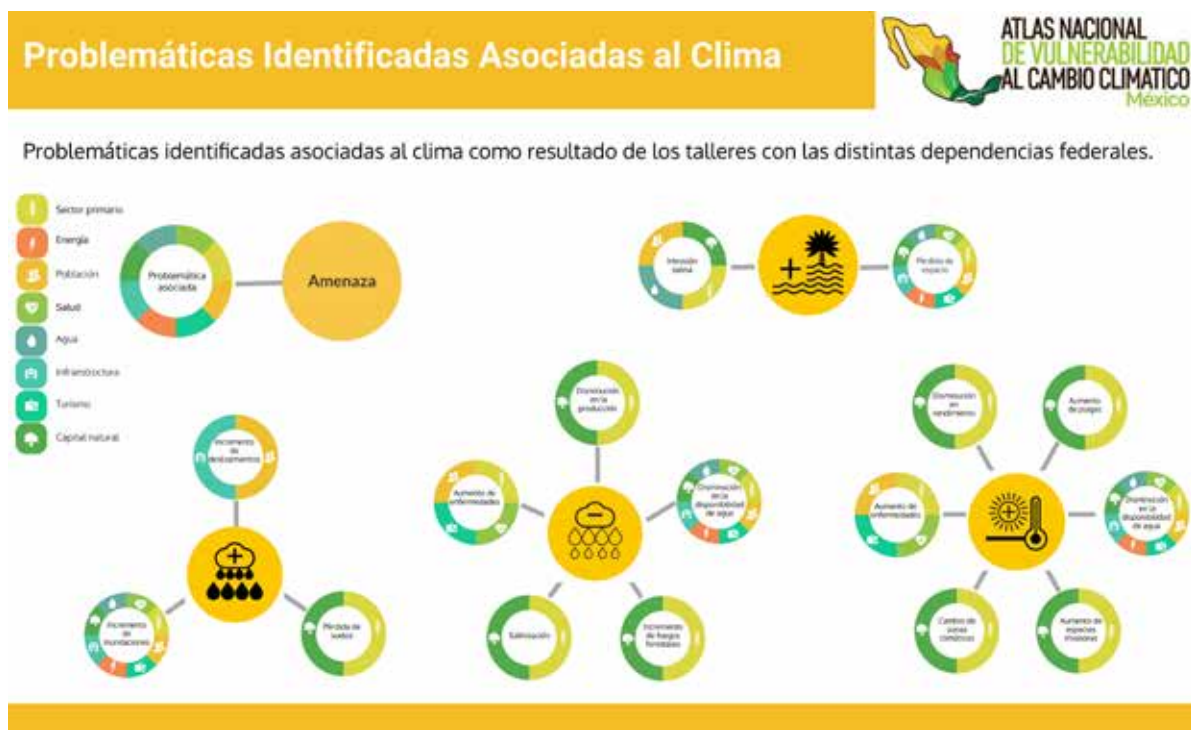 Problemáticas Identificadas Asociadas al Clima
ATLAS NACIONAL
DE VULNERABILIDAD
AL CAMBIO CLIMATICO
México
Problemáticas identificadas asociadas al clima como resultado de los talleres con las distintas dependencias federales.
Sector primario
Energía
Población
Salud
Agua
Infraestructura
Turismo
Capital natural
Problemática
asociada
Amenaza
Intrusión
salina
Pérdida de
espacio
Incremento
de
deslizamientos
Incremento
de
inundaciones
Pérdida de
suelos
Disminución
en la
producción
Aumento de
enfermedades
Disminución
en la
disponibilidad
de agua
Salinización
Incremento
de fuegos
forestales
Disminución
en
rendimiento
Aumento
de plagas
Aumento de
enfermedades
Disminución
en la
disponibilidad
de agua
Cambio de
zonas
climáticas
Aumento de
especies
invasoras